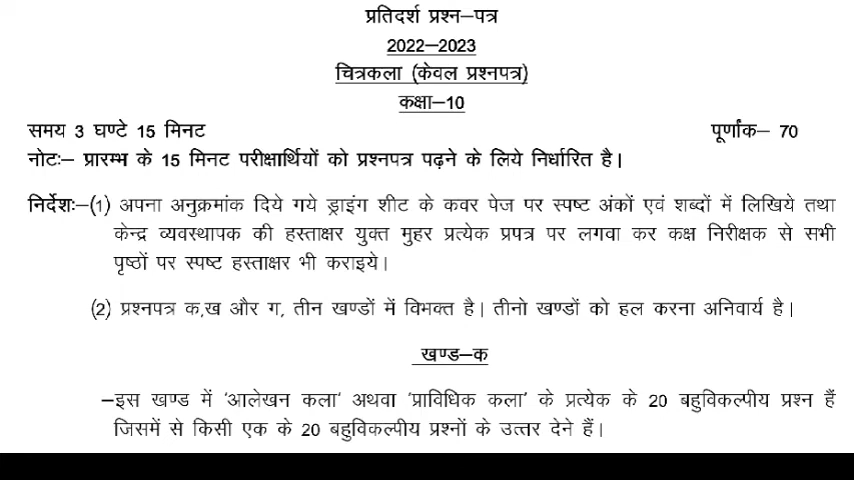 प्रतिदर्श प्रश्न–पत्र
2022–2023
चित्रकला (केवल प्रश्नपत्र)
कक्षा–10
समय 3 घण्टे 15 मिनट पूर्णांक– 70
नोटः– प्रारम्भ के 15 मिनट परीक्षार्थियों को प्रश्नपत्र पढ़ने के लिये निर्धारित है।
निर्देशः–(1) अपना अनुक्रमांक दिये गये ड्राइंग शीट के कवर पेज पर स्पष्ट अंकों एवं शब्दों में लिखिये तथा
केन्द्र व्यवस्थापक की हस्ताक्षर युक्त मुहर प्रत्येक प्रपत्र पर लगवा कर कक्ष निरीक्षक से सभी
पृष्ठों पर स्पष्ट हस्ताक्षर भी कराइये।
(2) प्रश्नपत्र क,ख और ग, तीन खण्डों में विभक्त है। तीनो खण्डों को हल करना अनिवार्य है।
खण्ड–क
–इस खण्ड में 'आलेखन कला' अथवा 'प्राविधिक कला' के प्रत्येक के 20 बहुविकल्पीय प्रश्न हैं
जिसमें से किसी एक के 20 बहुविकल्पीय प्रश्नों के उत्तर देने हैं।